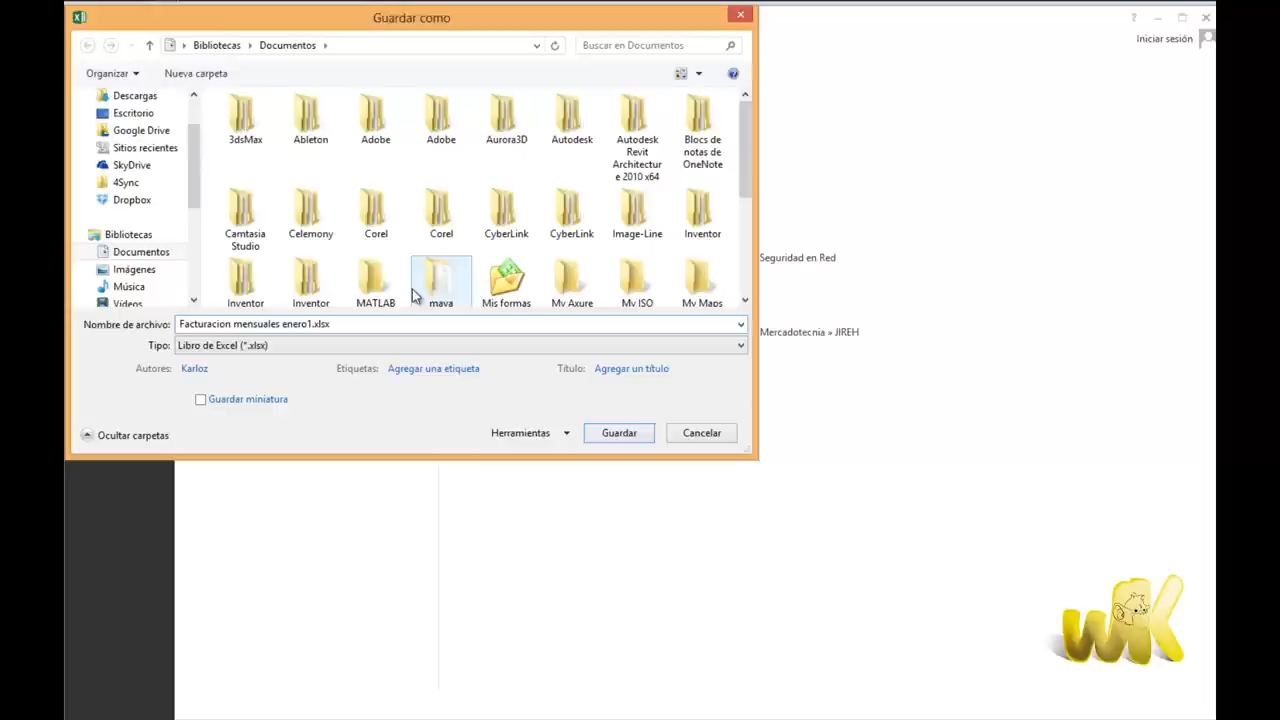 Guardar como
?
Bibliotecas
Documentos
Buscar en Documentos
Iniciar sesión
Organizar
Nueva carpeta
?
Descargas
Escritorio
Google Drive
Sitios recientes
SkyDrive
4Sync
Dropbox
Bibliotecas
Documentos
Imágenes
Música
Vídeos
3dsMax
Ableton
Adobe
Adobe
Aurora3D
Autodesk
Autodesk
Revit
Architectur
e 2010 x64
Blocs de
notas de
OneNote
Camtasia
Studio
Celemony
Corel
Corel
CyberLink
CyberLink
Image-Line
Inventor
Inventor
Inventor
MATLAB
maya
Mis formas
My Axure
My ISO
My Maps
Seguridad en Red
Mercadotecnia » JIREH
Nombre de archivo: Facturacion mensuales enero1.xlsx
Tipo: Libro de Excel (*.xlsx)
Autores: Karloz
Etiquetas: Agregar una etiqueta
Título: Agregar un título
Guardar miniatura
Ocultar carpetas
Herramientas
Guardar
Cancelar
wK